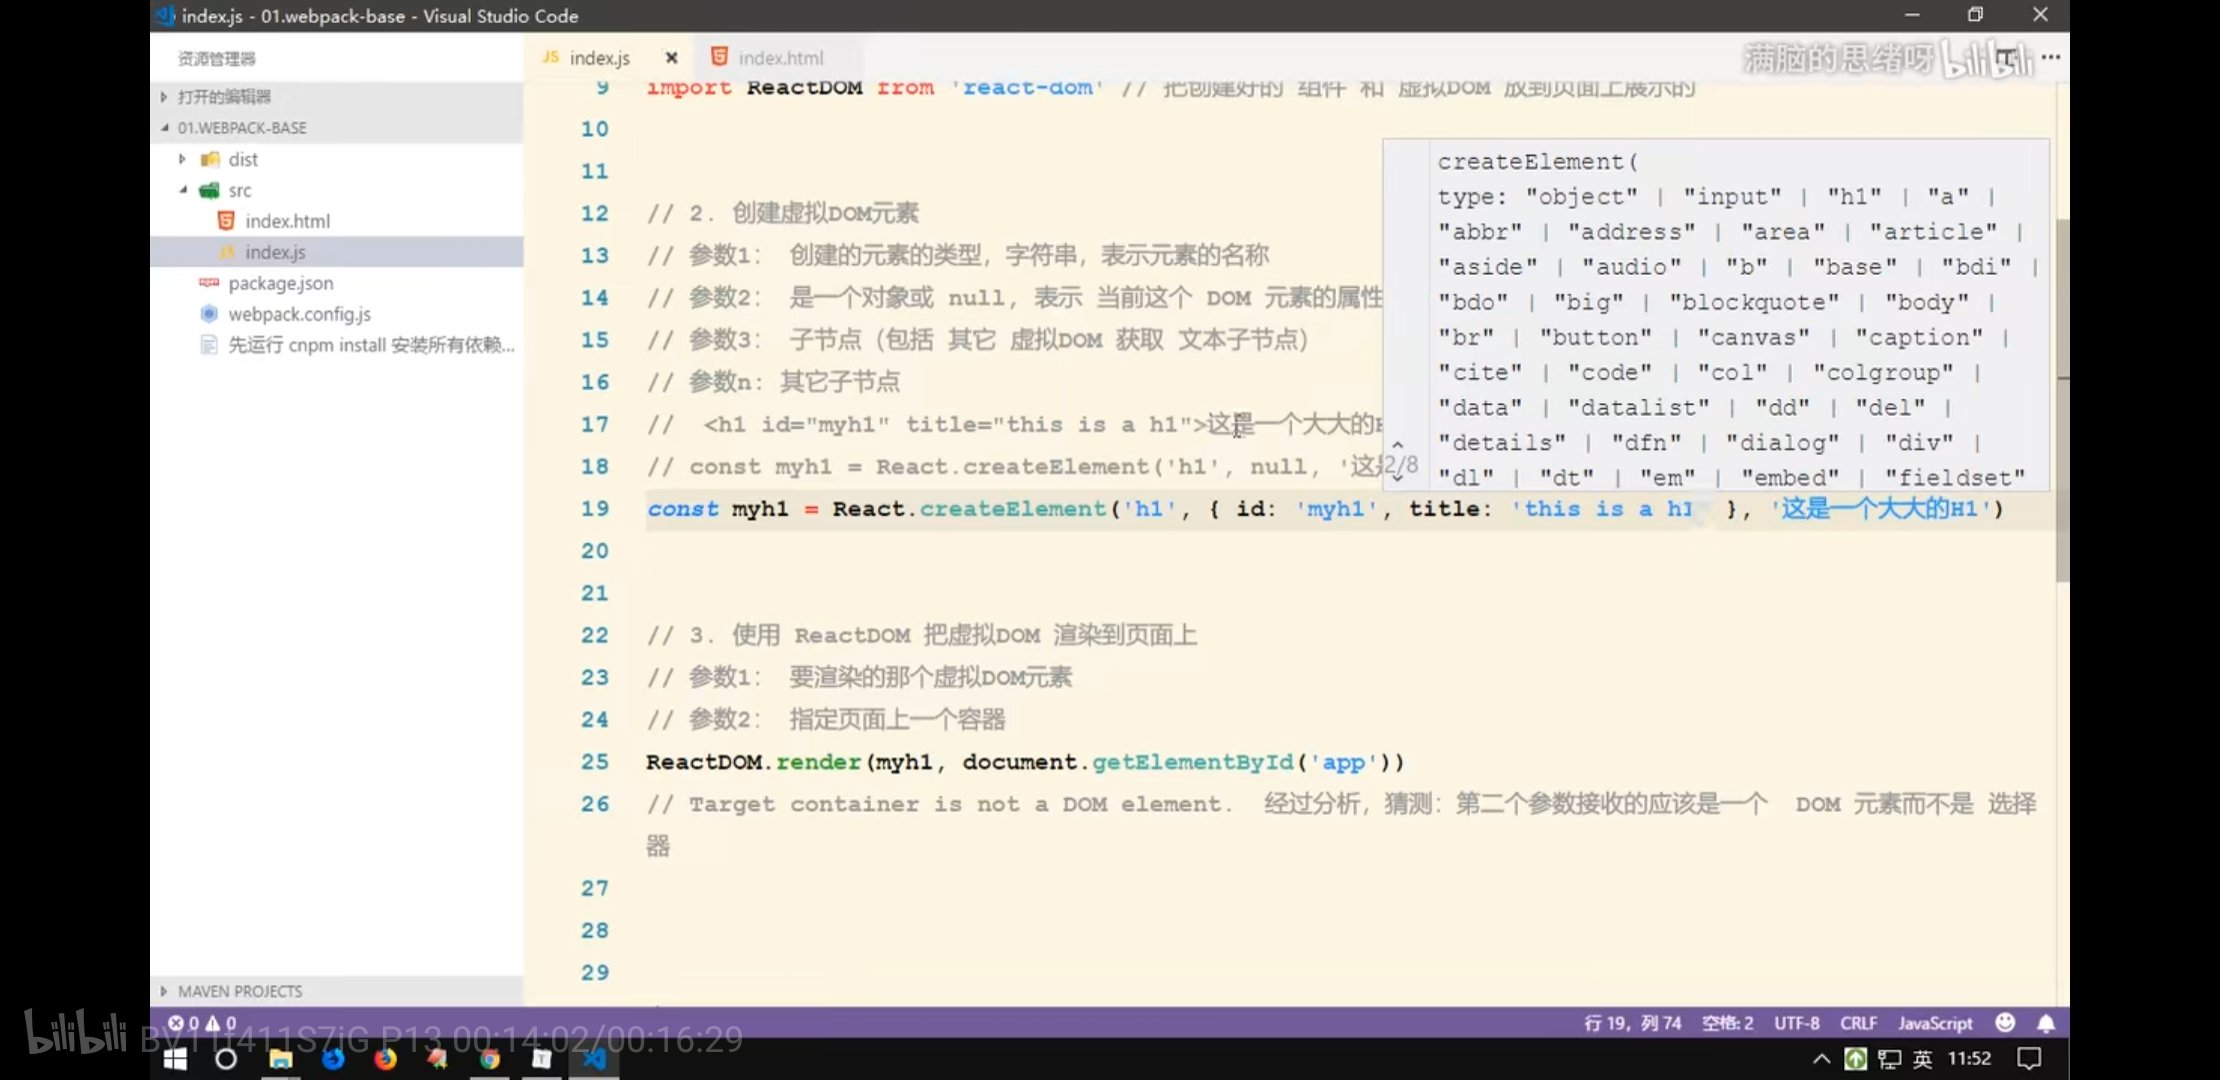 index.js - 01.webpack-base - Visual Studio Code
资源管理器
JS index.js
index.html
满脑的思绪呀 bilibili
打开的编辑器
01.WEBPACK-BASE
dist
src
index.html
index.js
package.json
webpack.config.js
先运行 cnpm install 安装所有依赖...
MAVEN PROJECTS
9 import ReactDOM from 'react-dom' // 把创建好的 组件 和 虚拟DOM 放到页面上展示的
10
11
12 // 2. 创建虚拟DOM元素
13 // 参数1: 创建的元素的类型，字符串，表示元素的名称
14 // 参数2: 是一个对象或 null，表示 当前这个 DOM 元素的属性
15 // 参数3: 子节点（包括 其它 虚拟DOM 获取 文本子节点）
16 // 参数n: 其它子节点
17 // <h1 id="myh1" title="this is a h1">这是一个大大的
18 // const myh1 = React.createElement('h1', null, '这是
19 const myh1 = React.createElement('h1', { id: 'myh1', title: 'this is a h1 }, '这是一个大大的H1')
20
21
22 // 3. 使用 ReactDOM 把虚拟DOM 渲染到页面上
23 // 参数1: 要渲染的那个虚拟DOM元素
24 // 参数2: 指定页面上一个容器
25 ReactDOM.render(myh1, document.getElementById('app'))
26 // Target container is not a DOM element. 经过分析，猜测: 第二个参数接收的应该是一个 DOM 元素而不是 选择
器
27
28
29
2/8
createElement(
type: "object" | "input" | "h1" | "a" |
"abbr" | "address" | "area" | "article" |
"aside" | "audio" | "b" | "base" | "bdi" |
"bdo" | "big" | "blockquote" | "body" |
"br" | "button" | "canvas" | "caption" |
"cite" | "code" | "col" | "colgroup" |
"data" | "datalist" | "dd" | "del" |
"details" | "dfn" | "dialog" | "div" |
"dl" | "dt" | "em" | "embed" | "fieldset"
0 0
行 19，列 74 空格: 2 UTF-8 CRLF JavaScript
bilibili P13 00:14:02/00:16:29
英 11:52